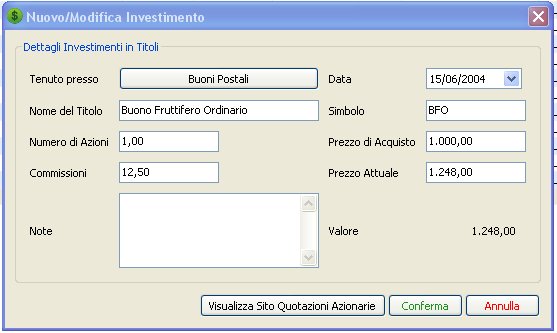 Nuovo/Modifica Investimento
Dettagli Investimenti in Titoli
Tenuto presso Buoni Postali Data 15/06/2004
Nome del Titolo Buono Fruttifero Ordinario Simbolo BFO
Numero di Azioni 1,00 Prezzo di Acquisto 1.000,00
Commissioni 12,50 Prezzo Attuale 1.248,00
Note Valore 1.248,00
Visualizza Sito Quotazioni Azionarie Conferma Annulla